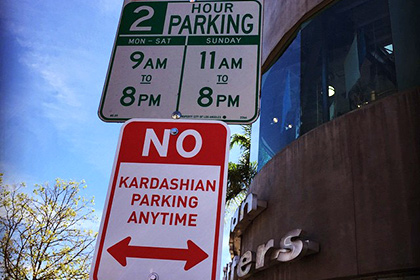 2 HOUR
PARKING
MON - SAT SUNDAY
9AM 11AM
TO TO
8PM 8PM
NO
KARDASHIAN
PARKING
ANYTIME